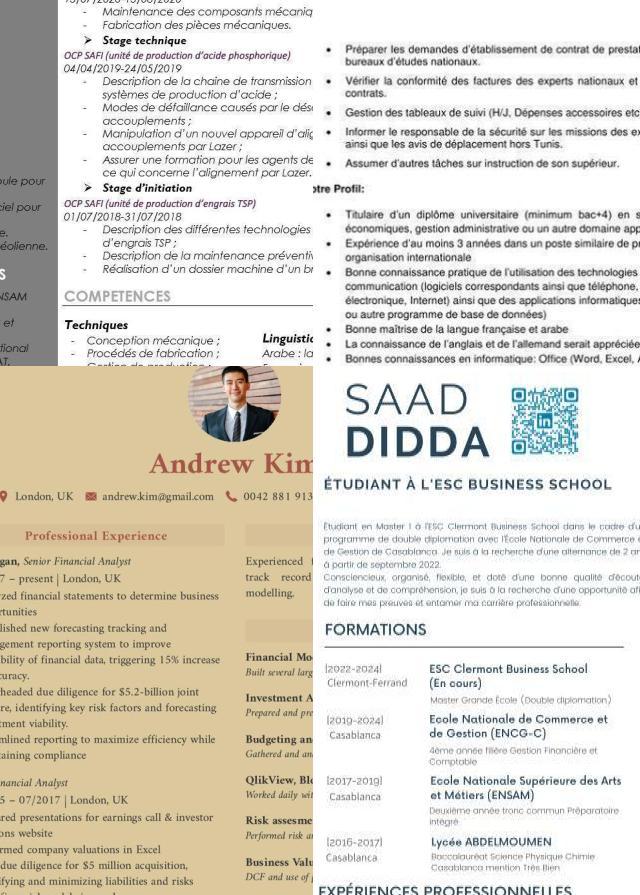 15/07/2020-15/08/2020
- Maintenance des composants mécaniq
- Fabrication des pièces mécaniques.
➢ Stage technique
OCP SAFI (unité de production d'acide phosphorique)
04/04/2019-24/05/2019
- Description de la chaîne de transmission
systèmes de production d'acide ;
- Modes de défaillance causés par le dés
accouplements ;
- Manipulation d'un nouvel appareil d'alig
accouplements par Lazer ;
- Assurer une formation pour les agents de
ce qui concerne l'alignement par Lazer.
➢ Stage d'initiation
OCP SAFI (unité de production d'engrais TSP)
01/07/2018-31/07/2018
- Description des différentes technologies
d'engrais TSP ;
- Description de la maintenance préventiv
- Réalisation d'un dossier machine d'un br
COMPETENCES
Techniques
- Conception mécanique ;
- Procédés de fabrication ;
- Gestion de production ;
Linguistic
Arabe : la
oule pour
ciel pour
e.
éolienne.
S
NSAM
et
tional
AT.
• Préparer les demandes d'établissement de contrat de prestat
bureaux d'études nationaux.
• Vérifier la conformité des factures des experts nationaux et
contrats.
• Gestion des tableaux de suivi (H/J, Dépenses accessoires etc
• Informer le responsable de la sécurité sur les missions des ex
ainsi que les avis de déplacement hors Tunis.
• Assumer d'autres tâches sur instruction de son supérieur.
otre Profil:
• Titulaire d'un diplôme universitaire (minimum bac+4) en s
économiques, gestion administrative ou un autre domaine app
• Expérience d'au moins 3 années dans un poste similaire de pr
organisation internationale
• Bonne connaissance pratique de l'utilisation des technologies
communication (logiciels correspondants ainsi que téléphone,
électronique, Internet) ainsi que des applications informatiques
ou autre programme de base de données)
• Bonne maîtrise de la langue française et arabe
• La connaissance de l'anglais et de l'allemand serait appréciée
• Bonnes connaissances en informatique: Office (Word, Excel, A
Andrew Kim
London, UK andrew.kim@gmail.com 0042 881 913
Professional Experience
gan, Senior Financial Analyst
7 – present | London, UK
yzed financial statements to determine business
rtunities
lished new forecasting tracking and
gement reporting system to improve
bility of financial data, triggering 15% increase
curacy.
headed due diligence for $5.2-billion joint
re, identifying key risk factors and forecasting
tment viability.
mlined reporting to maximize efficiency while
taining compliance
nancial Analyst
5 – 07/2017 | London, UK
ared presentations for earnings call & investor
ons website
rmed company valuations in Excel
due diligence for $5 million acquisition,
ifying and minimizing liabilities and risks
Experienced f
track record
modelling.
Financial Mo
Built several larg
Investment A
Prepared and pre
Budgeting an
Gathered and an
QlikView, Blo
Worked daily wit
Risk assesme
Performed risk a
Business Valu
DCF and use of p
SAAD
DIDDA
in
ÉTUDIANT À L'ESC BUSINESS SCHOOL
Étudiant en Master 1 à l'ESC Clermont Business School dans le cadre d'u
programme de double diplomation avec l'École Nationale de Commerce e
de Gestion de Casablanca. Je suis à la recherche d'une alternance de 2 an
à partir de septembre 2022.
Consciencieux, organisé, flexible, et doté d'une bonne qualité d'écout
d'analyse et de compréhension, je suis à la recherche d'une opportunité afi
de faire mes preuves et entamer ma carrière professionnelle.
FORMATIONS
|2022-2024|
Clermont-Ferrand
ESC Clermont Business School
(En cours)
Master Grande École (Double diplomation)
|2019-2024|
Casablanca
Ecole Nationale de Commerce et
de Gestion (ENCG-C)
4ème année filière Gestion Financière et
Comptable
|2017-2019|
Casablanca
Ecole Nationale Supérieure des Arts
et Métiers (ENSAM)
Deuxième année tronc commun Préparatoire
intégré
|2016-2017|
Casablanca
Lycée ABDELMOUMEN
Baccalauréat Science Physique Chimie
Casablanca mention Très Bien
EXPÉRIENCES PROFESSIONNELLES